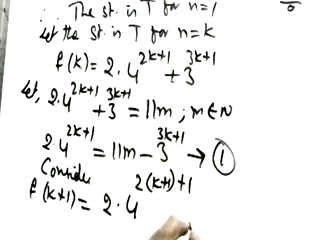 ∴ The St. is T for n=1
Let the St. is T for n=k
f(k) = 2·4^{2k+1} + 3^{3k+1}
Let, 2·4^{2k+1} + 3^{3k+1} = 11m ; m∈N
2·4^{2k+1} = 11m − 3^{3k+1} → ①
Consider
f(k+1) = 2·4^{2(k+1)+1}